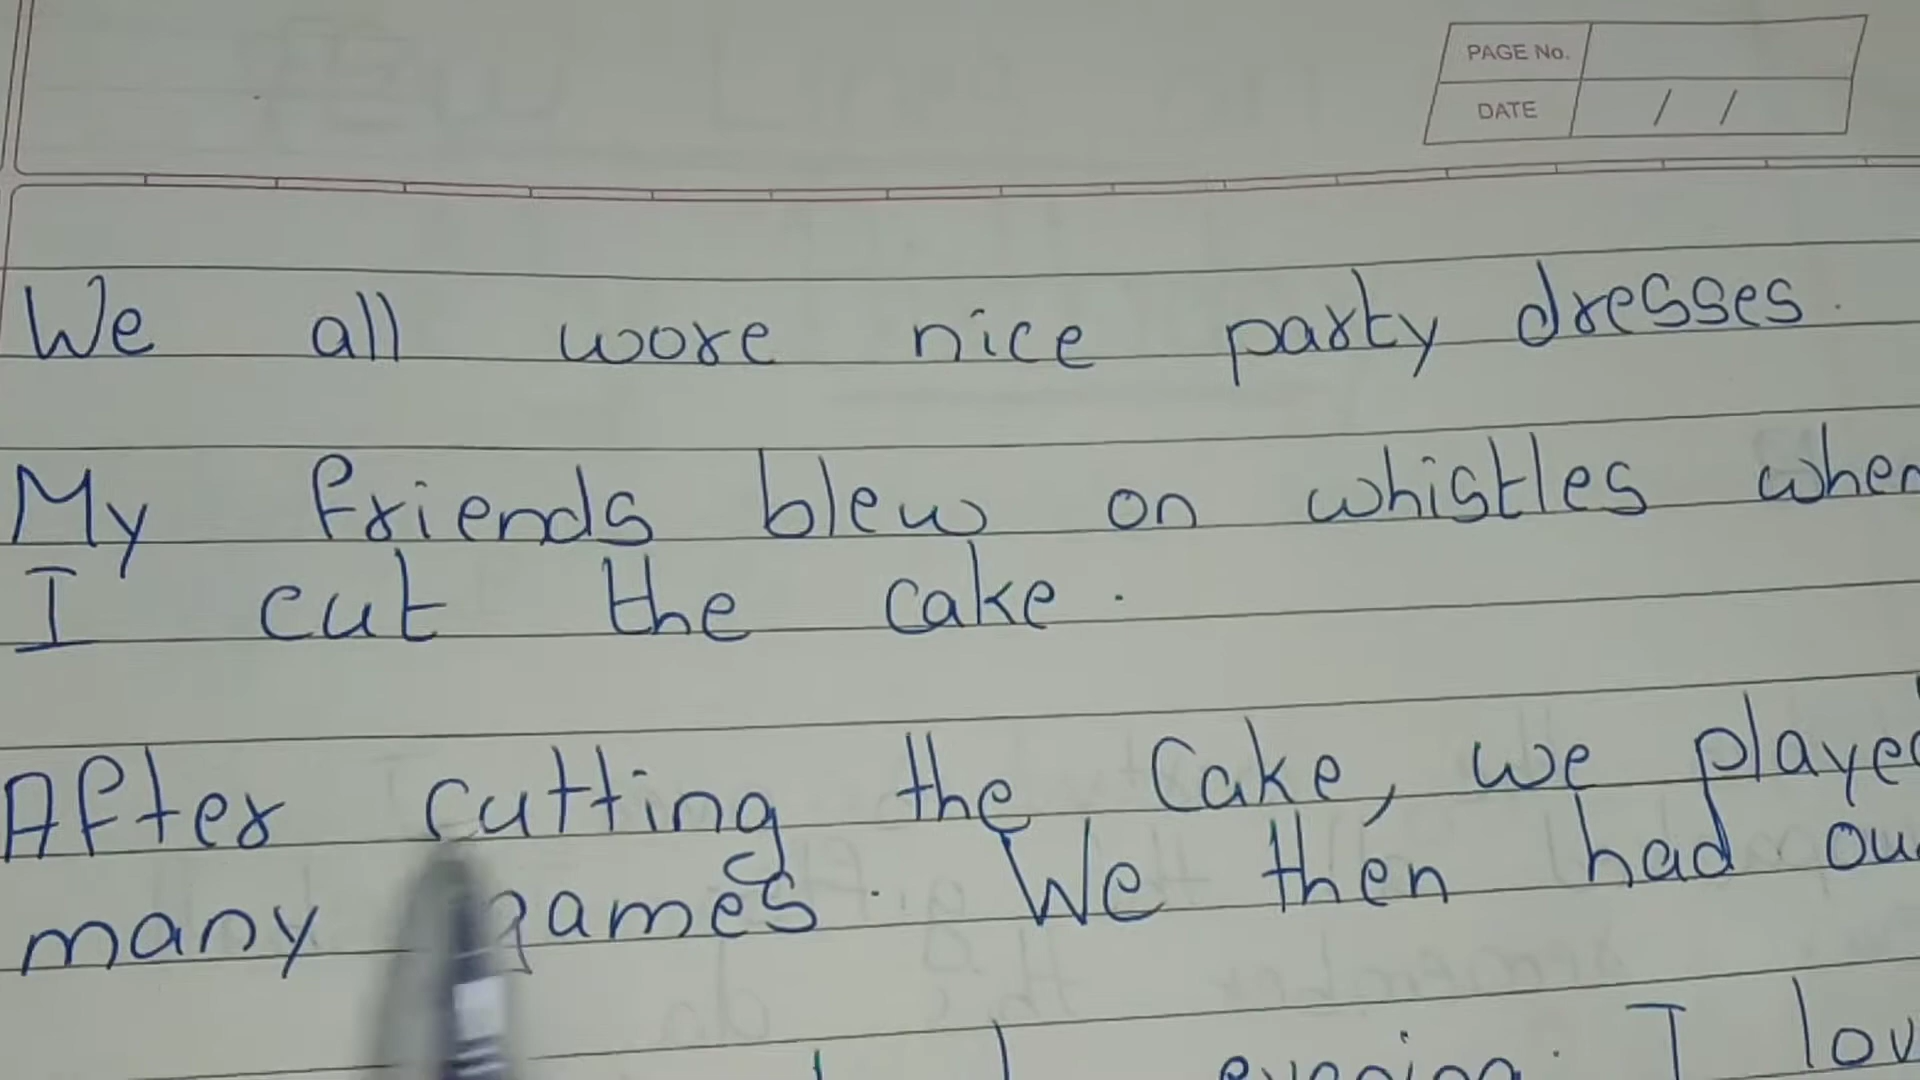 PAGE No.
DATE / /
We all wore nice party dresses.
My friends blew on whistles when
I cut the cake.
After cutting the Cake, we played
many games. We then had
evening. I